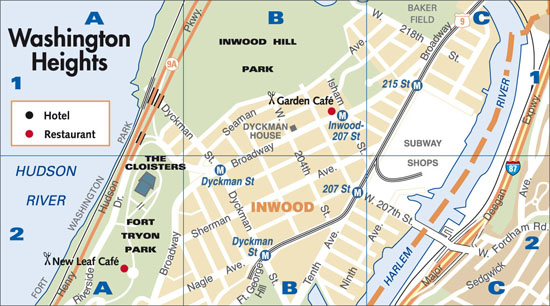 A
B
C
Washington
Heights
1
Hotel
Restaurant
HUDSON
RIVER
2
9A
Pkwy.
INWOOD HILL
PARK
BAKER
FIELD
9
W. 218th St.
Broadway
Ave.
215 St
M
Garden Café
Isham St.
M
Inwood-
207 St
Seaman
DYCKMAN
HOUSE
Dyckman St.
Broadway
204th St.
SUBWAY
SHOPS
RIVER
1
Expwy.
87
Deegan
THE
CLOISTERS
M
Dyckman St
207 St
M
W. 207th St.
INWOOD
Ave.
PARK
WASHINGTON
FORT
Hudson
Henry
Dr.
Riverside
FORT
TRYON
PARK
Broadway
Sherman
Dyckman
St
M
Nagle Ave.
Ft. George
Hill
Tenth Ave.
Ninth Ave.
HARLEM
Major
W. Fordham Rd.
Sedgwick
2
New Leaf Café
A
B
C